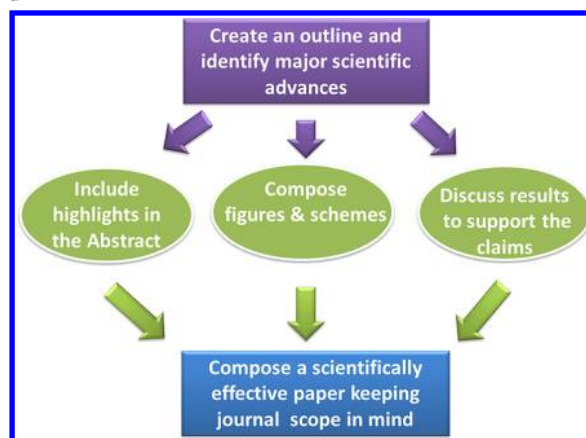 Create an outline and
identify major scientific
advances
Include
highlights in
the Abstract
Compose
figures & schemes
Discuss results
to support the
claims
Compose a scientifically
effective paper keeping
journal scope in mind